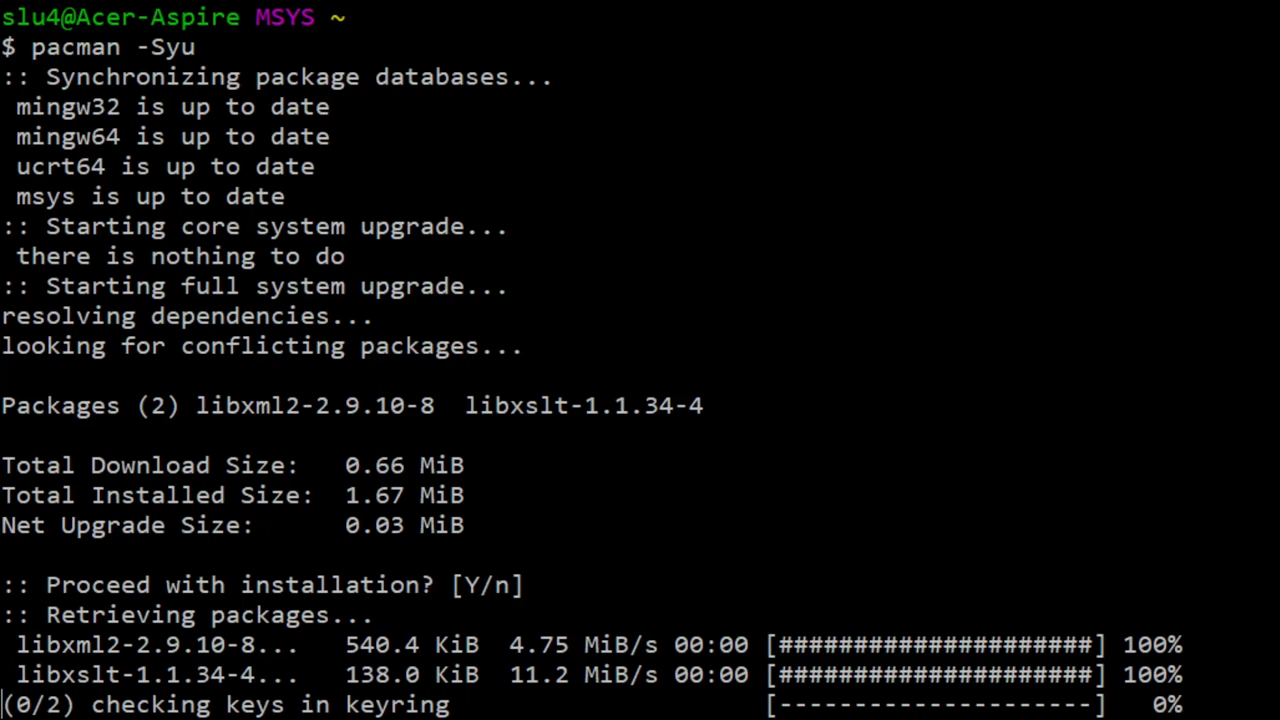 slu4@Acer-Aspire MSYS ~
$ pacman -Syu
:: Synchronizing package databases...
 mingw32 is up to date
 mingw64 is up to date
 ucrt64 is up to date
 msys is up to date
:: Starting core system upgrade...
 there is nothing to do
:: Starting full system upgrade...
resolving dependencies...
looking for conflicting packages...

Packages (2) libxml2-2.9.10-8  libxslt-1.1.34-4

Total Download Size:   0.66 MiB
Total Installed Size:  1.67 MiB
Net Upgrade Size:      0.03 MiB

:: Proceed with installation? [Y/n]
:: Retrieving packages...
 libxml2-2.9.10-8...   540.4 KiB  4.75 MiB/s 00:00 [#####################] 100%
 libxslt-1.1.34-4...   138.0 KiB  11.2 MiB/s 00:00 [#####################] 100%
(0/2) checking keys in keyring                     [---------------------]   0%